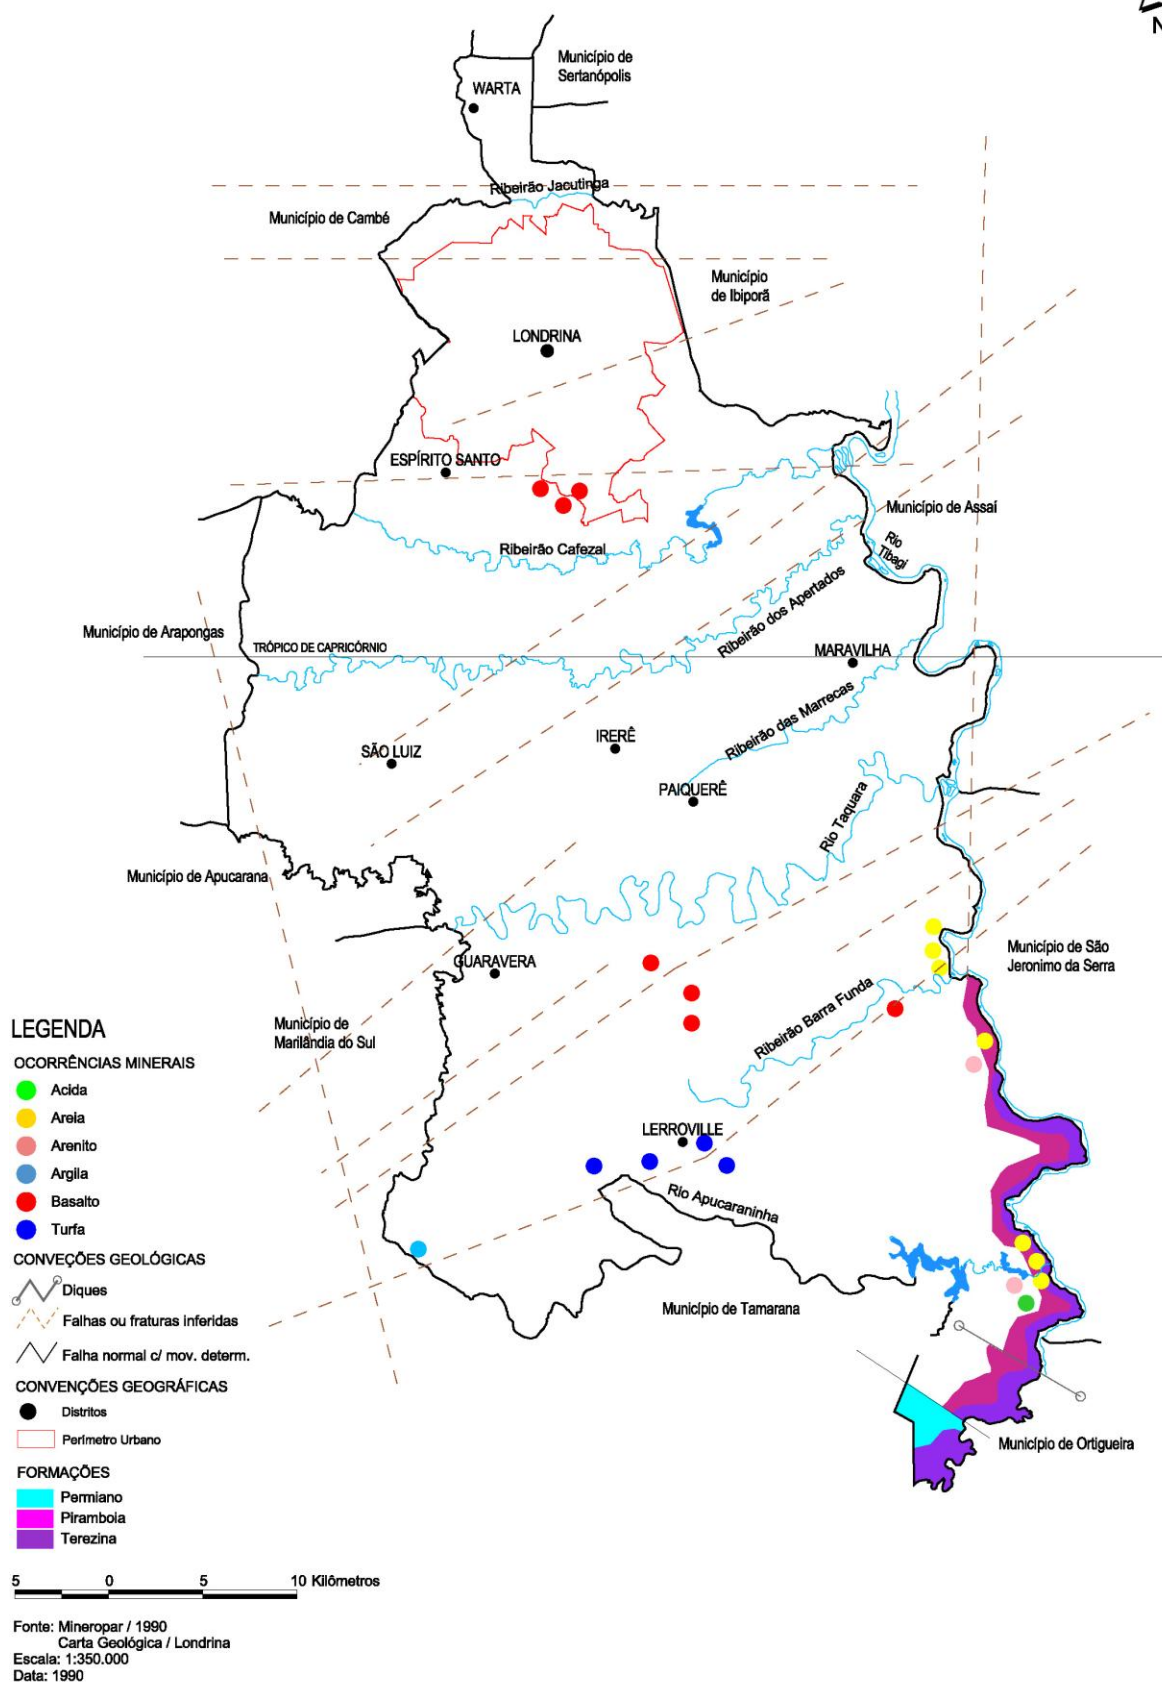 N
Município de
Sertanópolis
WARTA
Ribeirão Jacutinga
Município de Cambé
Município
de Ibiporã
LONDRINA
ESPÍRITO SANTO
Município de Assaí
Ribeirão Cafezal
Rio
Tibagi
Ribeirão dos Apertados
Município de Arapongas
TRÓPICO DE CAPRICÓRNIO
MARAVILHA
Ribeirão das Marrecas
IRERÊ
SÃO LUIZ
PAIQUERÊ
Rio Taquara
Município de Apucarana
Município de São
Jeronimo da Serra
GUARAVERA
Ribeirão Barra Funda
Município de
Marilândia do Sul
LERROVILLE
Rio Apucaraninha
Município de Tamarana
Município de Ortigueira
LEGENDA
OCORRÊNCIAS MINERAIS
Acida
Areia
Arenito
Argila
Basalto
Turfa
CONVEÇÕES GEOLÓGICAS
Diques
Falhas ou fraturas inferidas
Falha normal c/ mov. determ.
CONVENÇÕES GEOGRÁFICAS
Distritos
Perímetro Urbano
FORMAÇÕES
Permiano
Piramboia
Terezina
5 0 5 10 Kilômetros
Fonte: Mineropar / 1990
Carta Geológica / Londrina
Escala: 1:350.000
Data: 1990